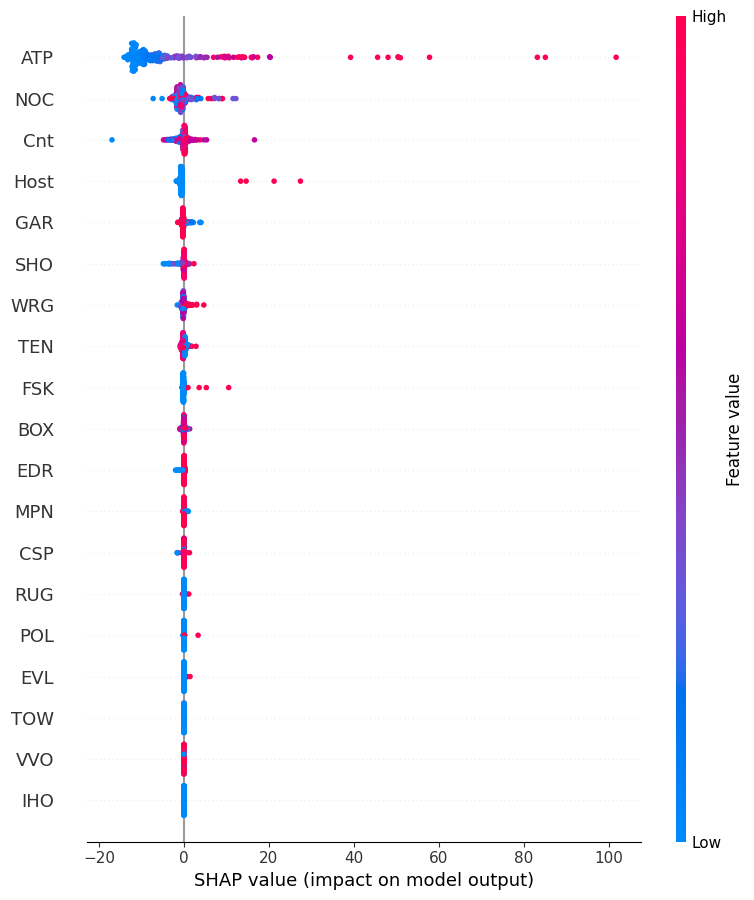 High
ATP
NOC
Cnt
Host
GAR
SHO
WRG
TEN
FSK
BOX
EDR
MPN
CSP
RUG
POL
EVL
TOW
VVO
IHO
Feature value
Low
−20 0 20 40 60 80 100
SHAP value (impact on model output)